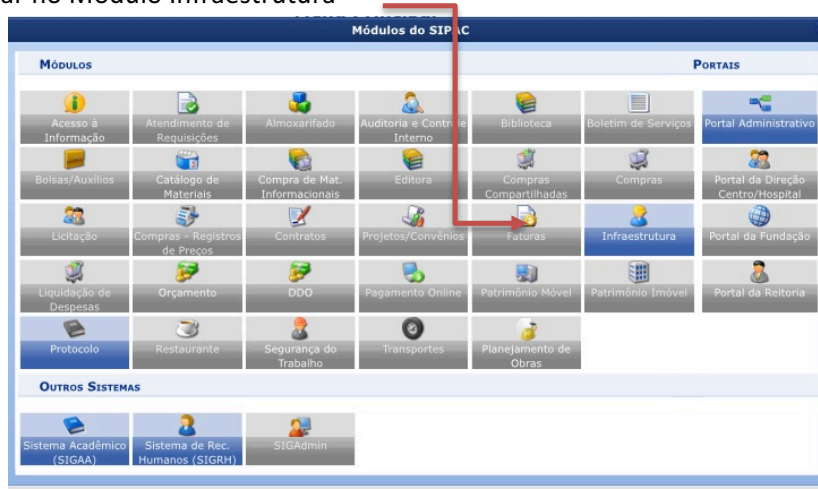 ar no Módulo Infraestrutura
Módulos do SIPAC
MÓDULOS
PORTAIS
Acesso à
Informação
Atendimento de
Requisições
Almoxarifado
Auditoria e Controle
Interno
Biblioteca
Boletim de Serviços
Portal Administrativo
Bolsas/Auxílios
Catálogo de
Materiais
Compra de Mat.
Informacionais
Editora
Compras
Compartilhadas
Compras
Portal da Direção
Centro/Hospital
Licitação
Compras - Registros
de Preços
Contratos
Projetos/Convênios
Faturas
Infraestrutura
Portal da Fundação
Liquidação de
Despesas
Orçamento
DDO
Pagamento Online
Patrimônio Móvel
Patrimônio Imóvel
Portal da Reitoria
Protocolo
Restaurante
Segurança do
Trabalho
Transportes
Planejamento de
Obras
OUTROS SISTEMAS
Sistema Acadêmico
(SIGAA)
Sistema de Rec.
Humanos (SIGRH)
SIGAdmin